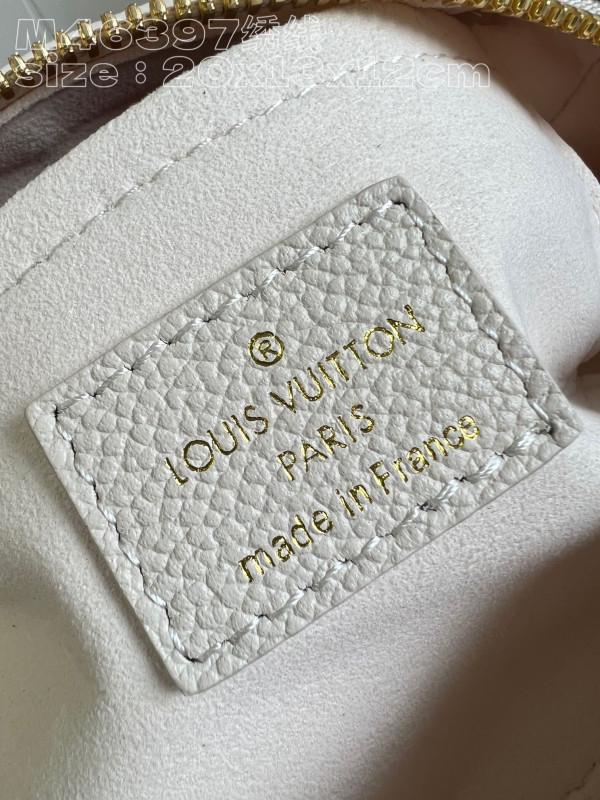 M46397绣线
Size：20x13x12cm
®
LOUIS VUITTON
PARIS
made in France